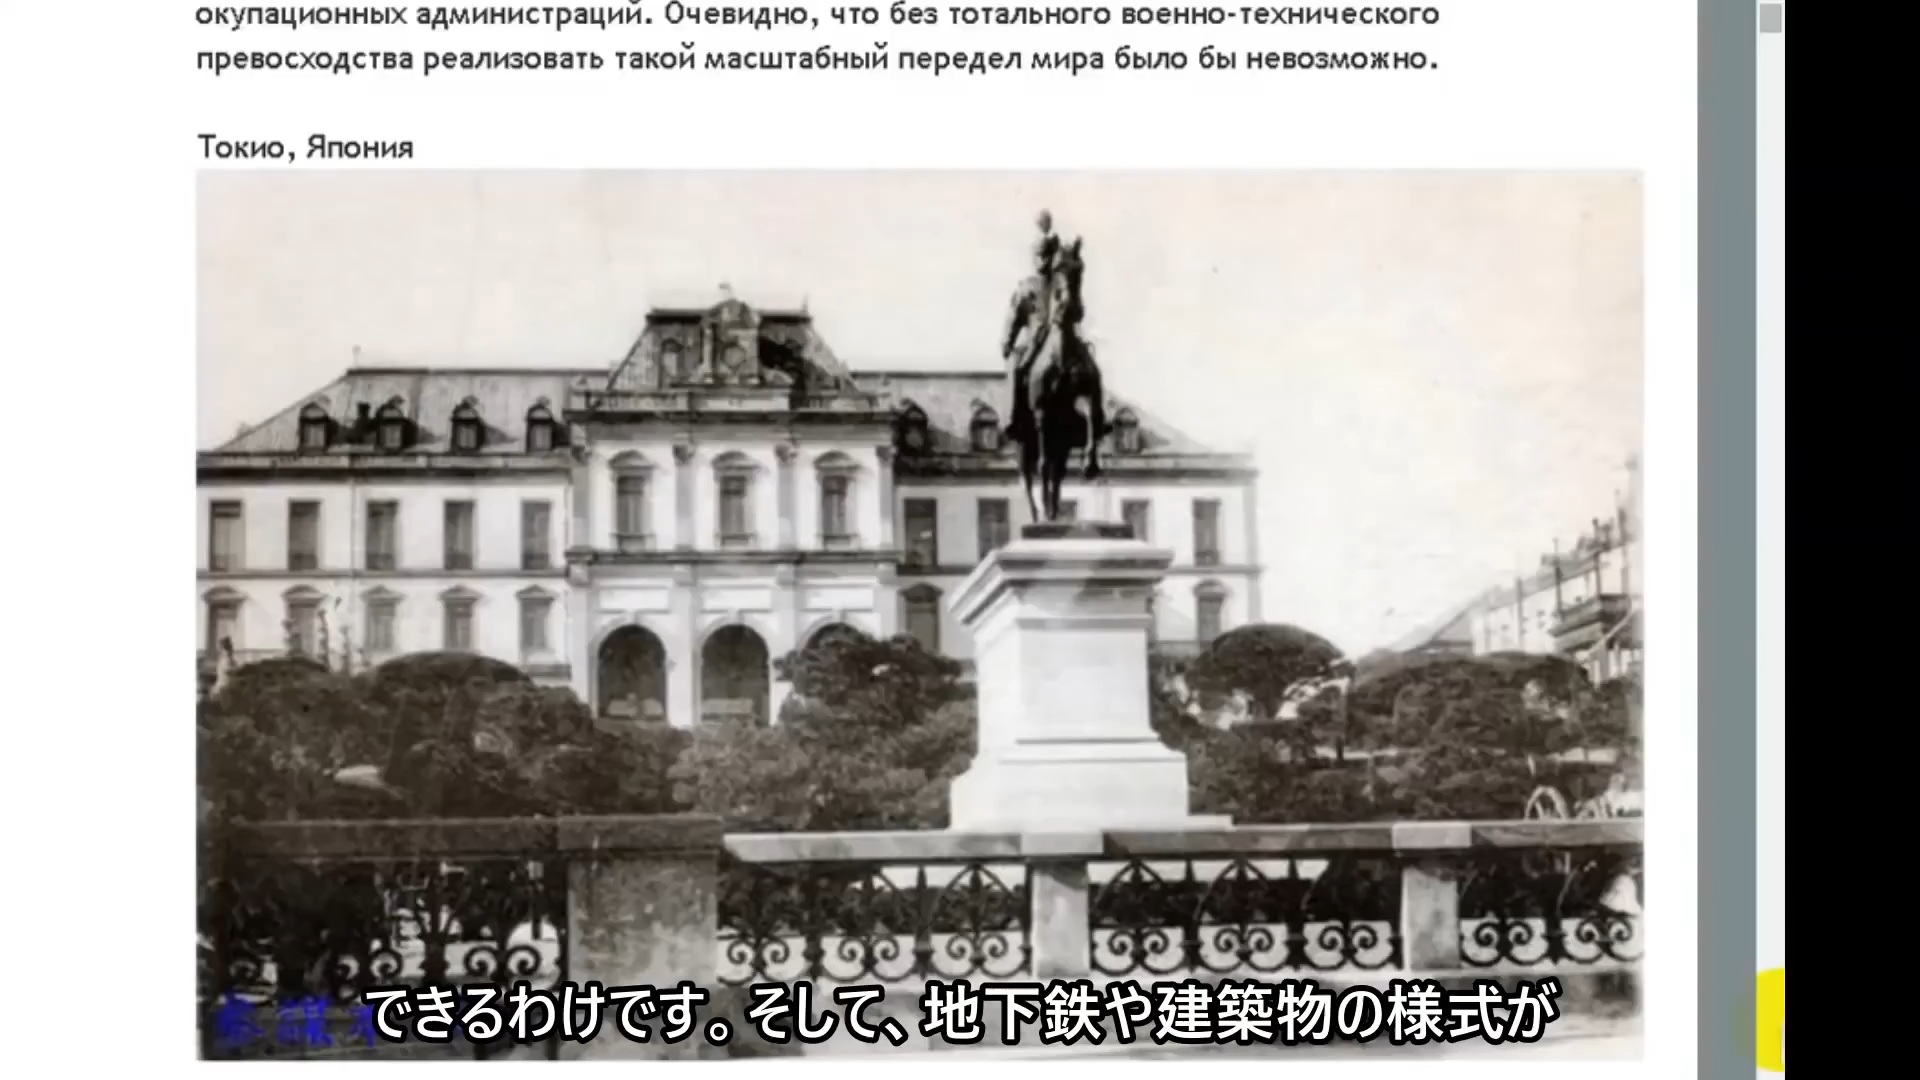 окупационных администраций. Очевидно, что без тотального военно-технического
превосходства реализовать такой масштабный передел мира было бы невозможно.
Токио, Япония
できるわけです。そして、地下鉄や建築物の様式が